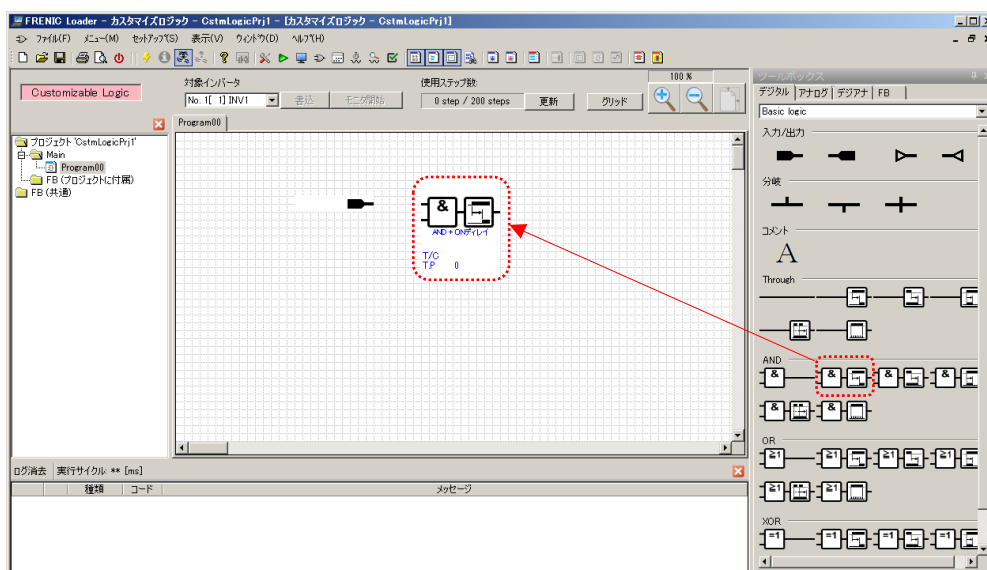 FRENIC Loader - カスタマイズロジック - CstmLogicPrj1 - [カスタマイズロジック - CstmLogicPrj1]
ファイル(F) メニュー(M) セットアップ(S) 表示(V) ウィンドウ(D) ヘルプ(H)
Customizable Logic
対象インバータ
使用ステップ数:
100 %
No. 1[ 1] INV1
書込
モニタ開始
0 step / 200 steps
更新
グリッド
Program00
プロジェクト 'CstmLogicPrj1'
Main
Program00
FB (プロジェクトに付属)
FB (共通)
&
AND + ONディレイ
T/C
T.P 0
ツールボックス
デジタル アナログ デジアナ FB
Basic logic
入力/出力
分岐
コメント
A
Through
AND
& & & &
& &
OR
≥1 ≥1 ≥1 ≥1
≥1 ≥1
XOR
=1 =1 =1 =1
ログ消去 実行サイクル: ** [ms]
種類 コード メッセージ